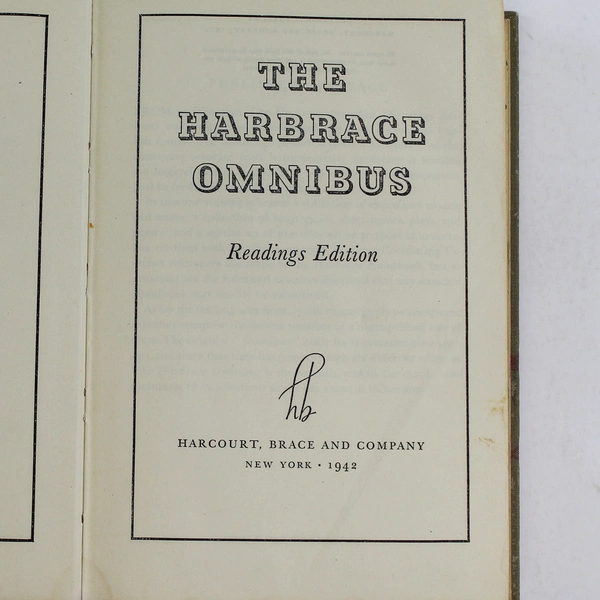 THE
HARBRACE
OMNIBUS
Readings Edition
hb
HARCOURT, BRACE AND COMPANY
NEW YORK • 1942